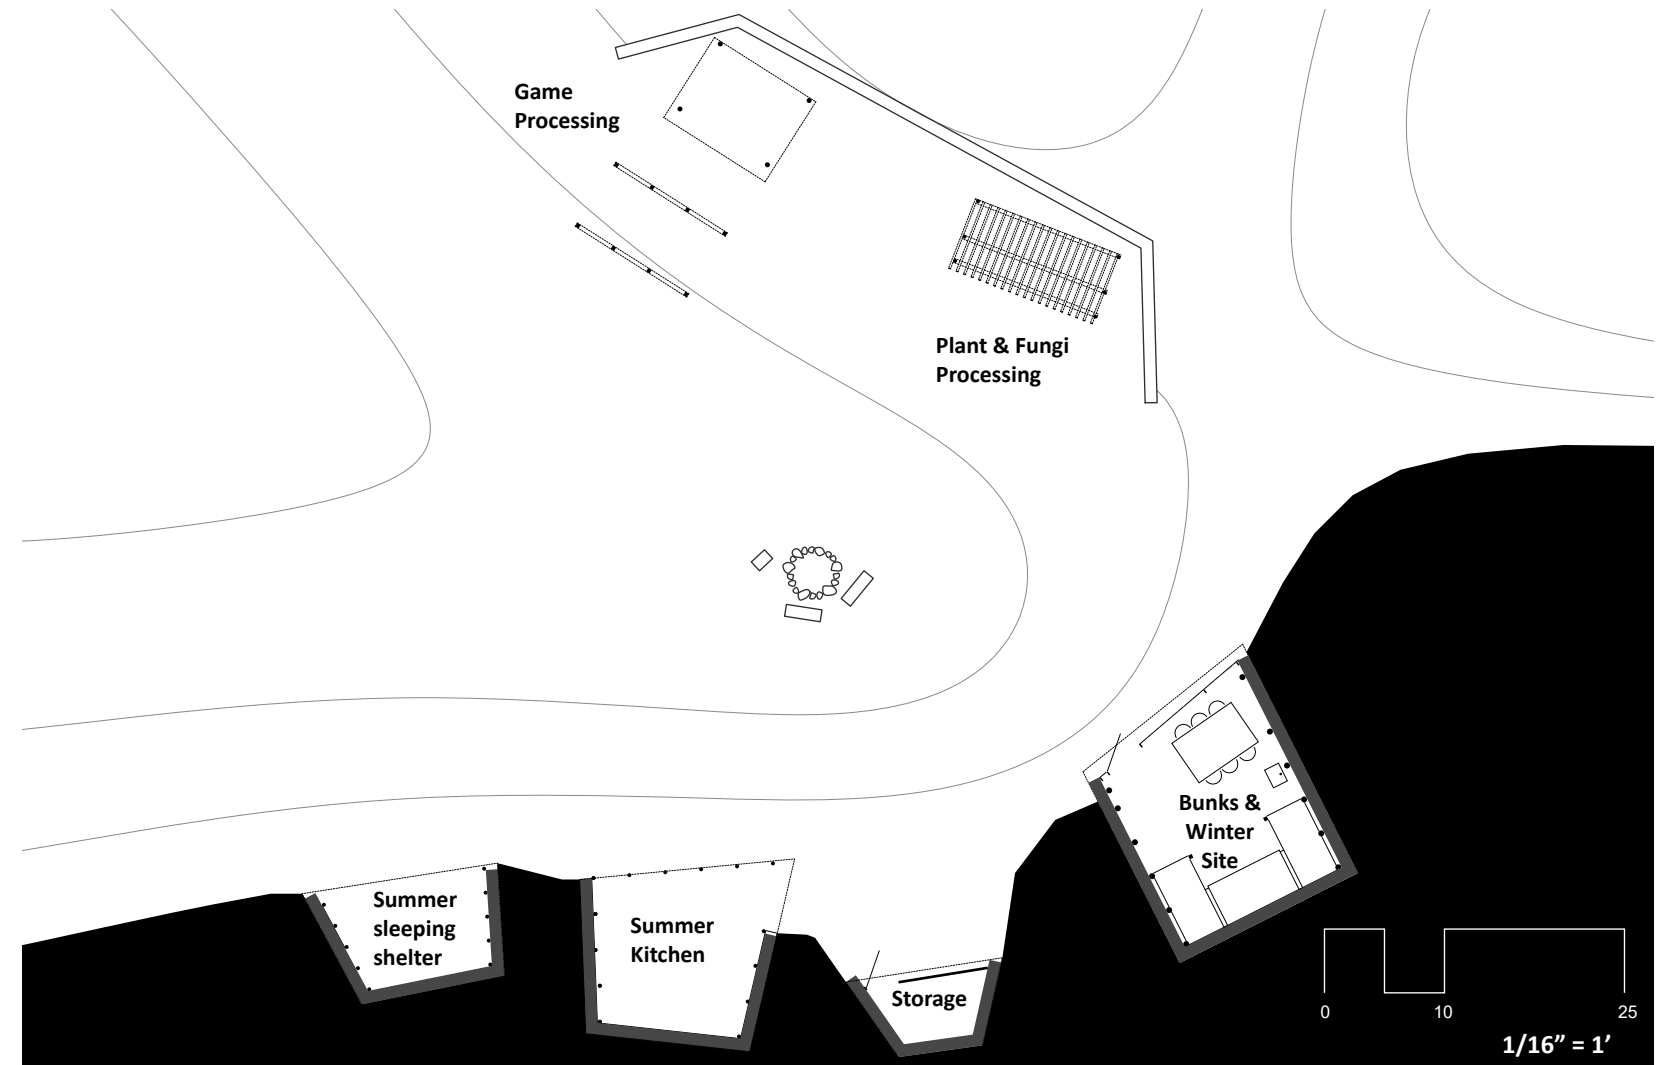 Game
Processing
Plant & Fungi
Processing
Bunks &
Winter
Site
Summer
sleeping
shelter
Summer
Kitchen
Storage
0
10
25
1/16” = 1’